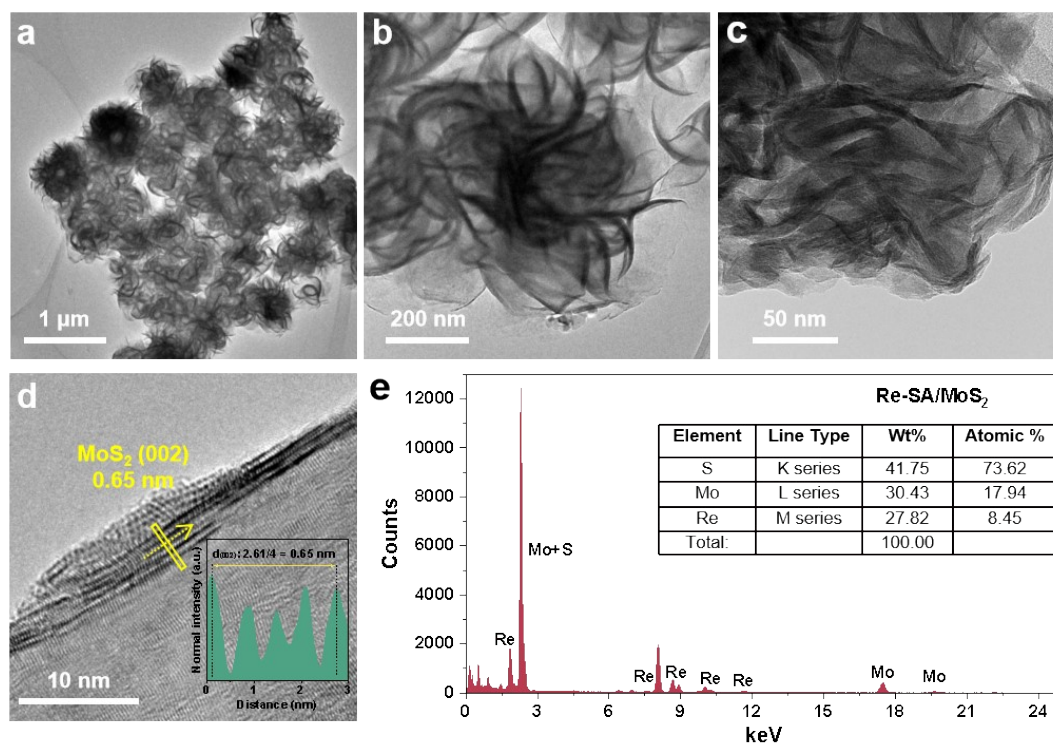 a
1 µm
b
200 nm
c
50 nm
d
MoS2 (002)
0.65 nm
10 nm
d(002): 2.61/4 = 0.65 nm
Normal intensity (a.u.)
0 1 2 3
Distance (nm)
e
Re-SA/MoS2
Element Line Type Wt% Atomic %
S K series 41.75 73.62
Mo L series 30.43 17.94
Re M series 27.82 8.45
Total: 100.00
12000
10000
8000
6000
4000
2000
0
Counts
Mo+S
Re
Re
Re
Re
Re
Mo
Mo
0 3 6 9 12 15 18 21 24
keV